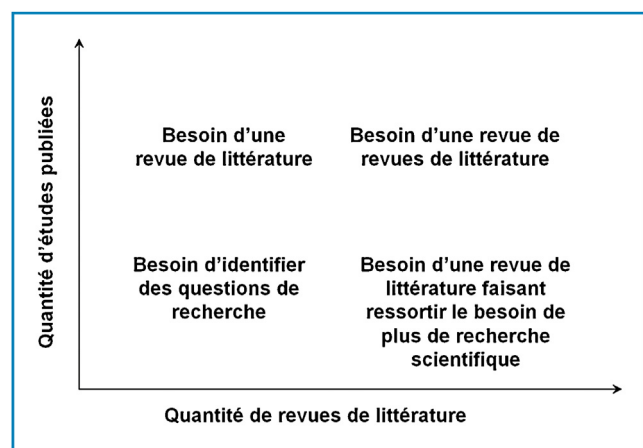 Quantité d'études publiées
Besoin d'une
revue de littérature
Besoin d'une revue de
revues de littérature
Besoin d'identifier
des questions de
recherche
Besoin d'une revue de
littérature faisant
ressortir le besoin de
plus de recherche
scientifique
Quantité de revues de littérature